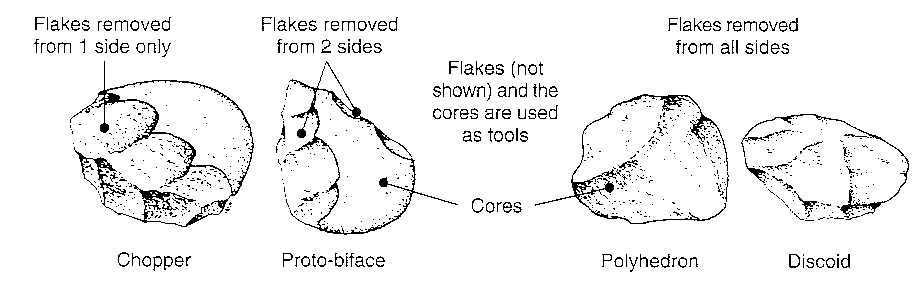 Flakes removed
from 1 side only
Flakes removed
from 2 sides
Flakes (not
shown) and the
cores are used
as tools
Flakes removed
from all sides
Cores
Chopper
Proto-biface
Polyhedron
Discoid